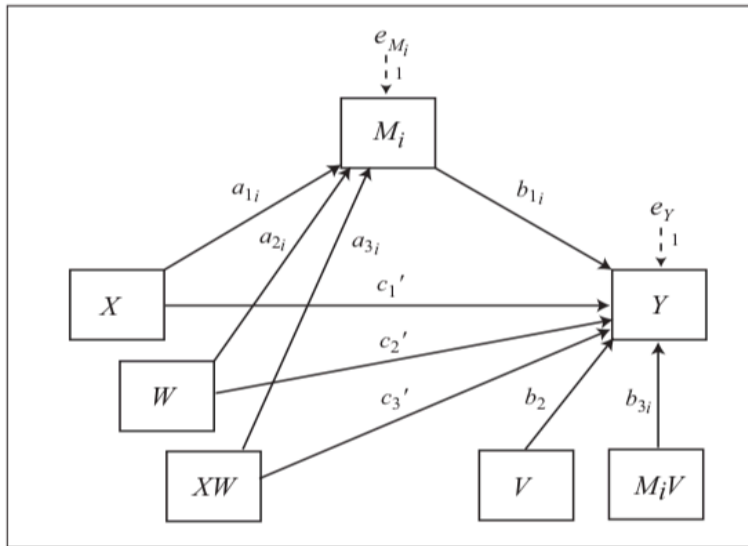 e_{M_i}
1
M_i
a_{1i}
b_{1i}
a_{2i}
a_{3i}
e_Y
1
X
c_1′
Y
W
c_2′
c_3′
b_2
b_{3i}
XW
V
M_iV